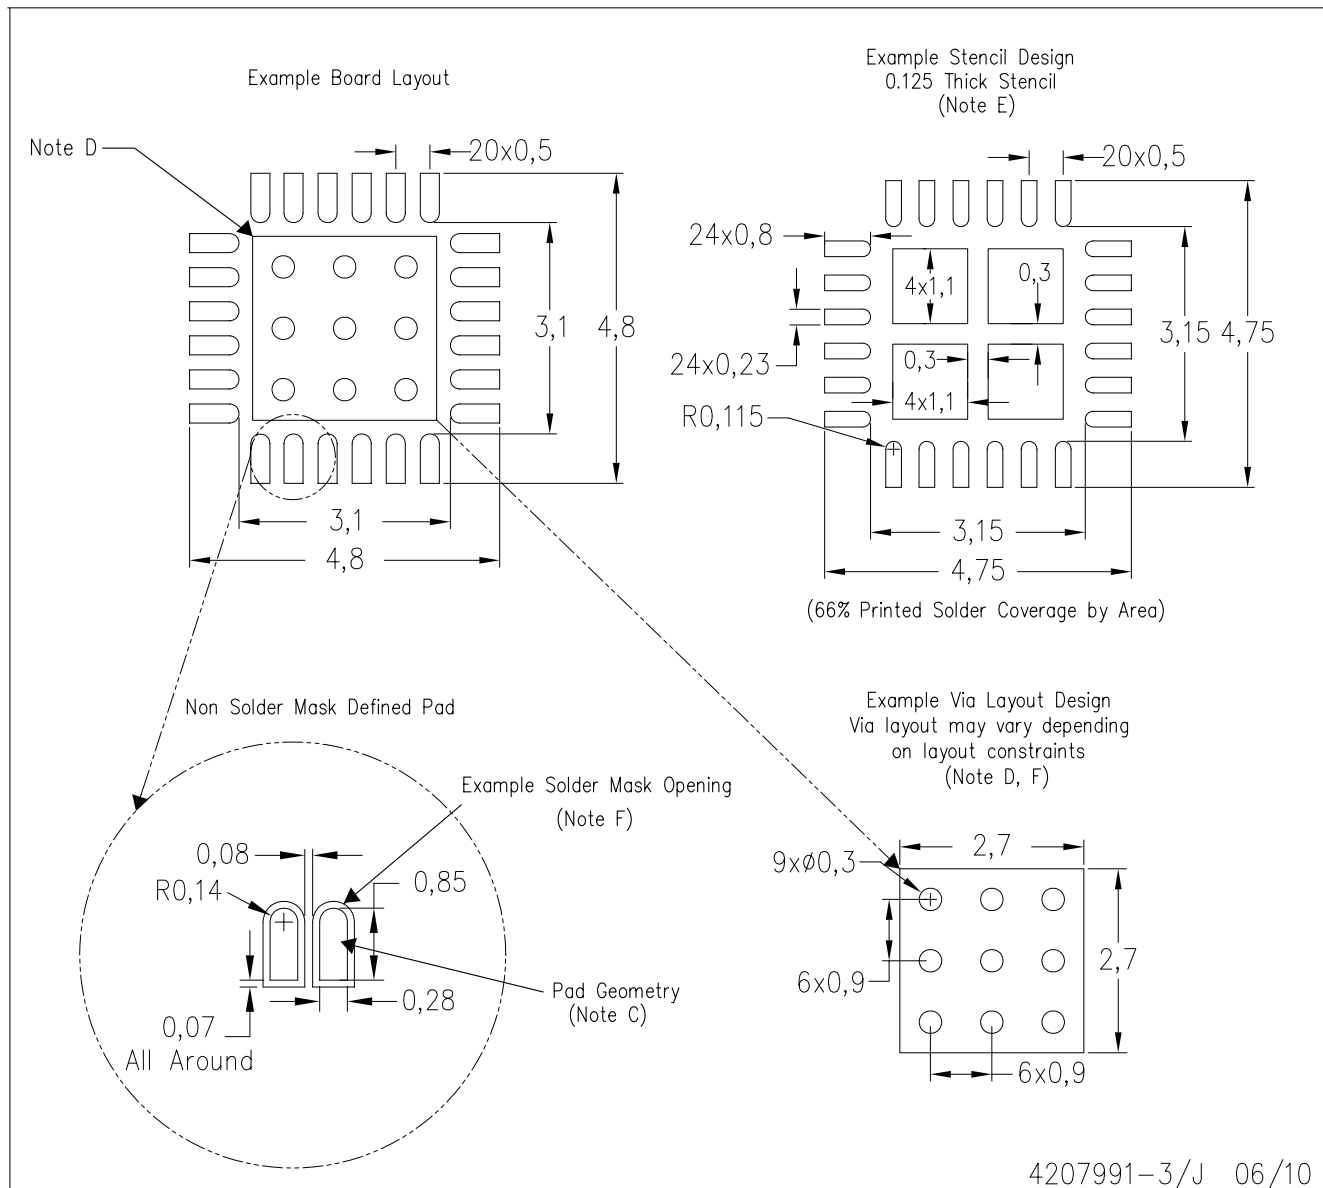 Example Board Layout
Note D
20x0,5
3,1
4,8
3,1
4,8
Example Stencil Design
0.125 Thick Stencil
(Note E)
20x0,5
24x0,8
4x1,1
0,3
24x0,23
0,3
4x1,1
R0,115
3,15
4,75
3,15
4,75
(66% Printed Solder Coverage by Area)
Non Solder Mask Defined Pad
Example Solder Mask Opening
(Note F)
0,08
R0,14
0,85
0,28
Pad Geometry
(Note C)
0,07
All Around
Example Via Layout Design
Via layout may vary depending
on layout constraints
(Note D, F)
9xø0,3
2,7
2,7
6x0,9
6x0,9
4207991-3/J 06/10